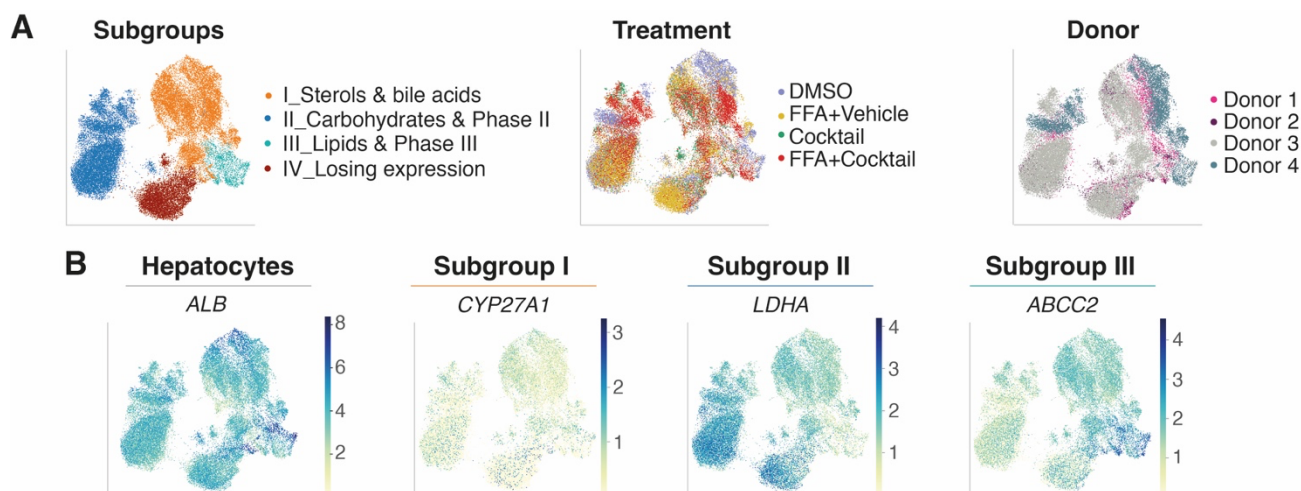 A
Subgroups
I_Sterols & bile acids
II_Carbohydrates & Phase II
III_Lipids & Phase III
IV_Losing expression
Treatment
DMSO
FFA+Vehicle
Cocktail
FFA+Cocktail
Donor
Donor 1
Donor 2
Donor 3
Donor 4
B
Hepatocytes
ALB
8
6
4
2
Subgroup I
CYP27A1
3
2
1
Subgroup II
LDHA
4
3
2
1
Subgroup III
ABCC2
4
3
2
1